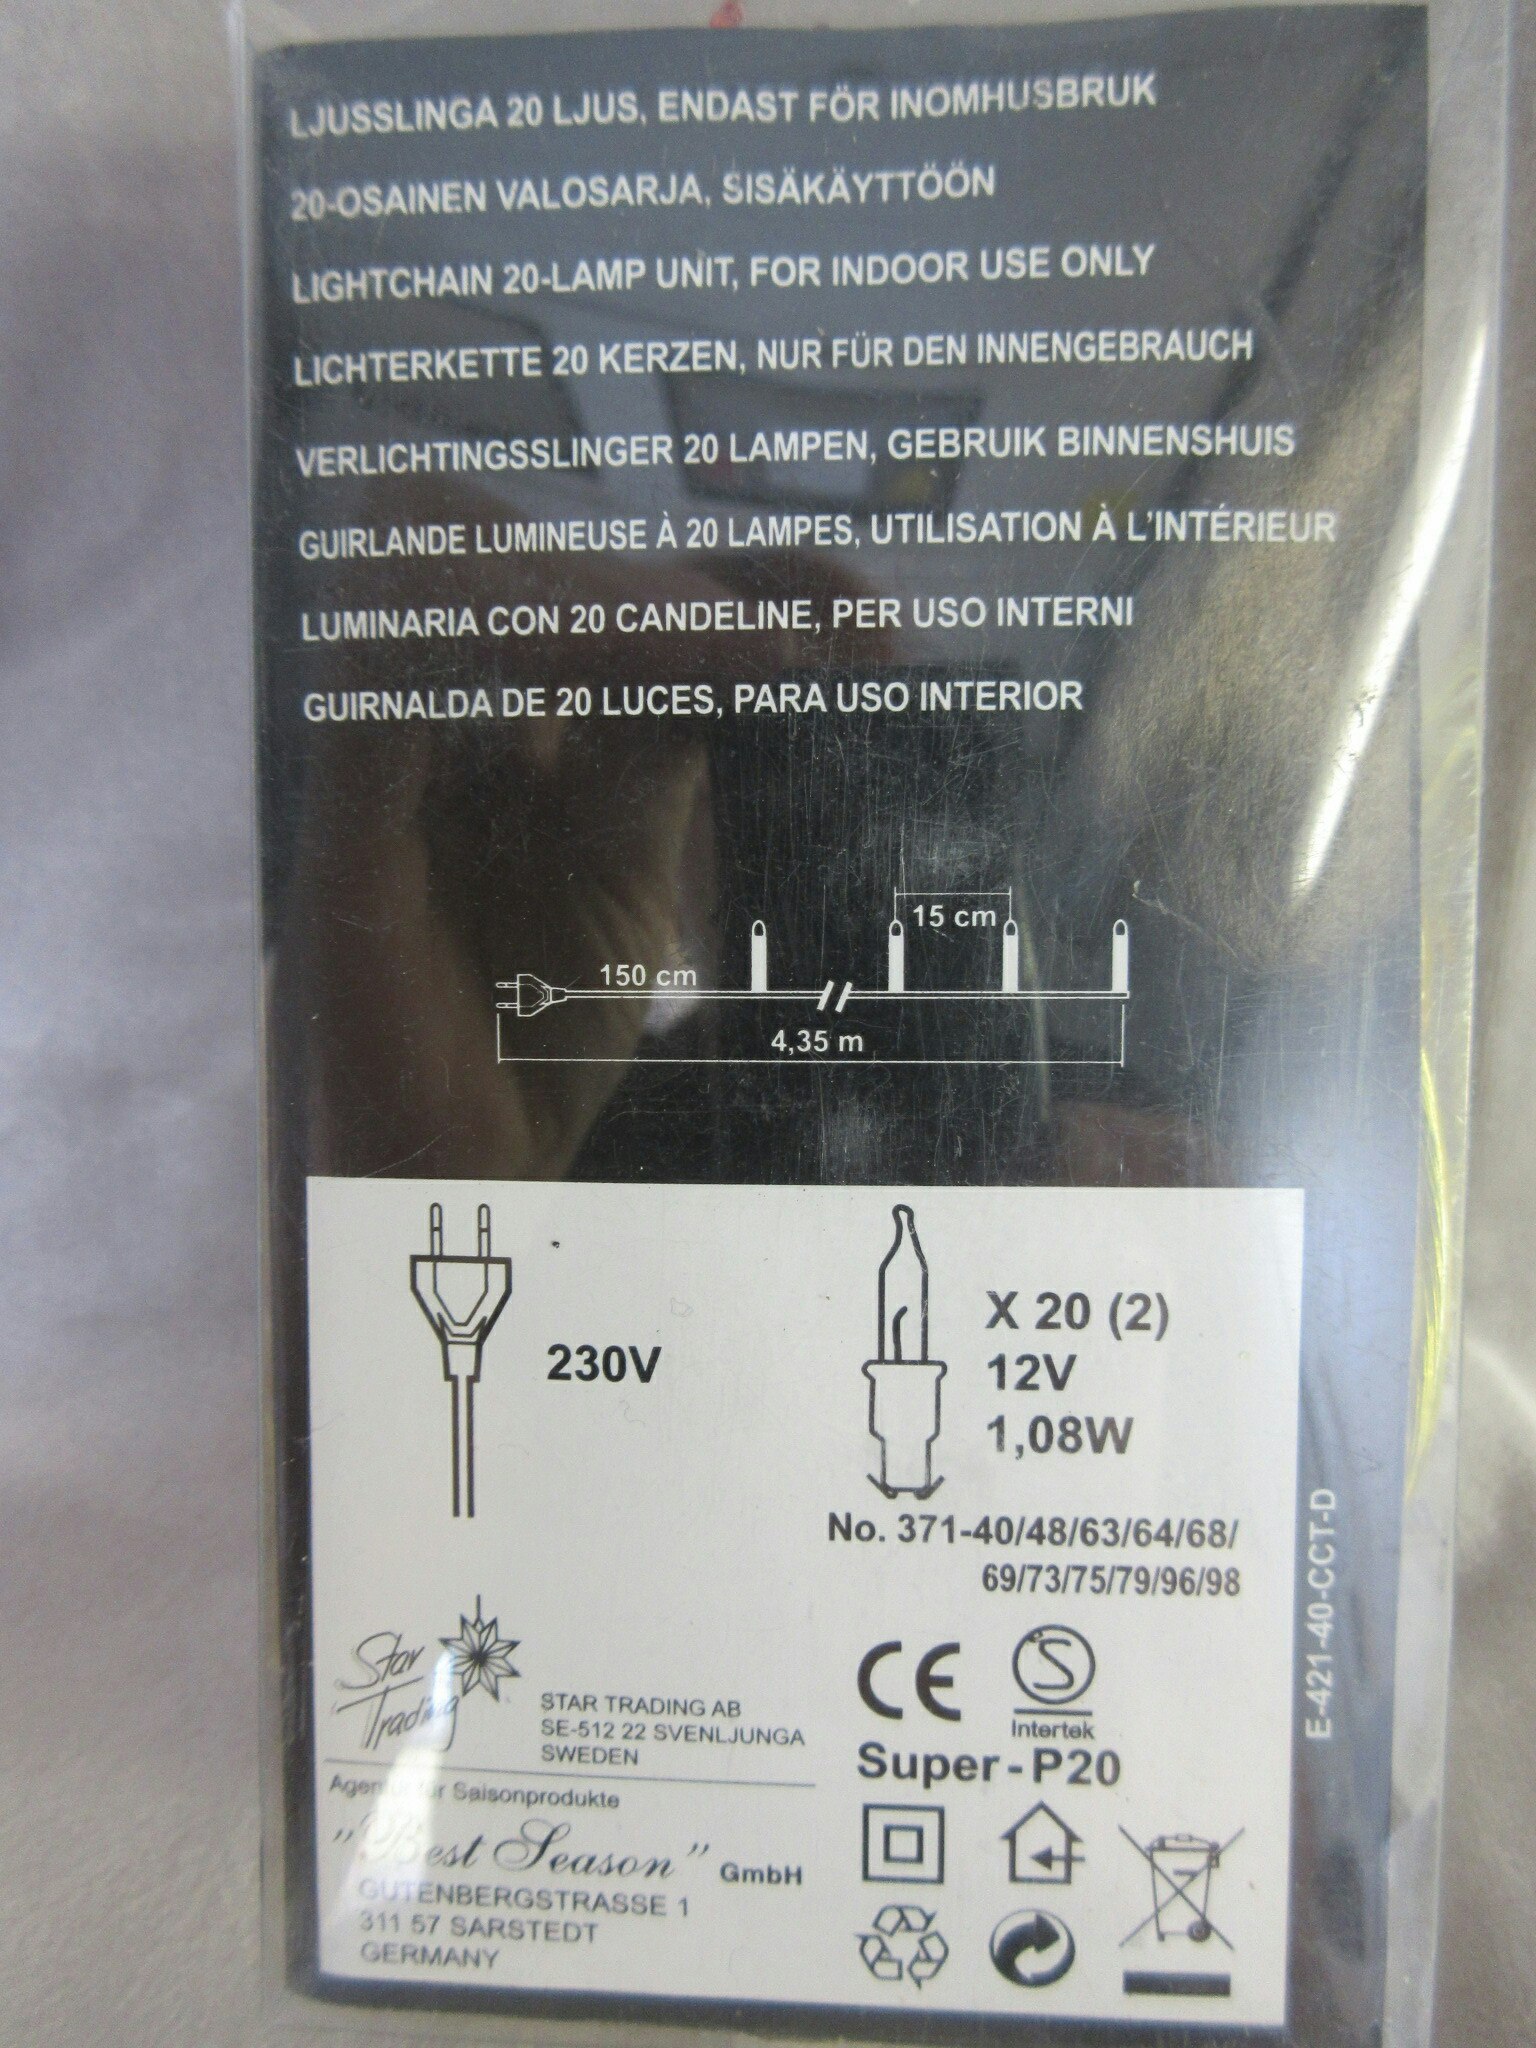 LJUSSLINGA 20 LJUS, ENDAST FÖR INOMHUSBRUK
20-OSAINEN VALOSARJA, SISÄKÄYTTÖÖN
LIGHTCHAIN 20-LAMP UNIT, FOR INDOOR USE ONLY
LICHTERKETTE 20 KERZEN, NUR FÜR DEN INNENGEBRAUCH
VERLICHTINGSSLINGER 20 LAMPEN, GEBRUIK BINNENSHUIS
GUIRLANDE LUMINEUSE À 20 LAMPES, UTILISATION À L'INTÉRIEUR
LUMINARIA CON 20 CANDELINE, PER USO INTERNI
GUIRNALDA DE 20 LUCES, PARA USO INTERIOR
15 cm
150 cm
4,35 m
230V
X 20 (2)
12V
1,08W
No. 371-40/48/63/64/68/
69/73/75/79/96/98
E-421-40-CCT-D
Star
Trading
STAR TRADING AB
SE-512 22 SVENLJUNGA
SWEDEN
CE
S
Intertek
Super-P20
Saisonprodukte
"Best Season" GmbH
GUTENBERGSTRASSE 1
311 57 SARSTEDT
GERMANY